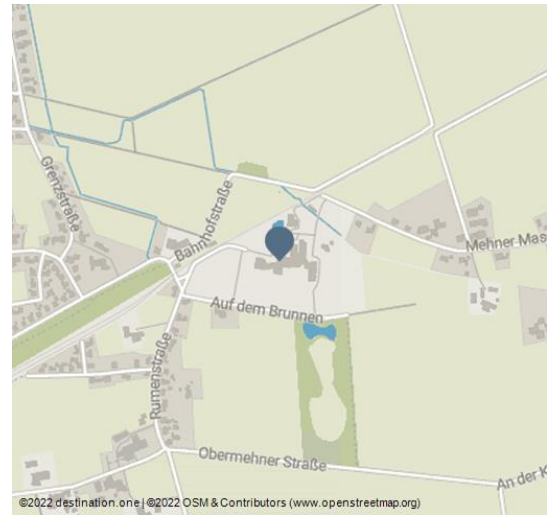 Grenzstraße
Bahnhofstraße
Mehner Mas
Auf dem Brunnen
Rumenstraße
Obermehner Straße
An der K
©2022 destination.one | ©2022 OSM & Contributors (www.openstreetmap.org)